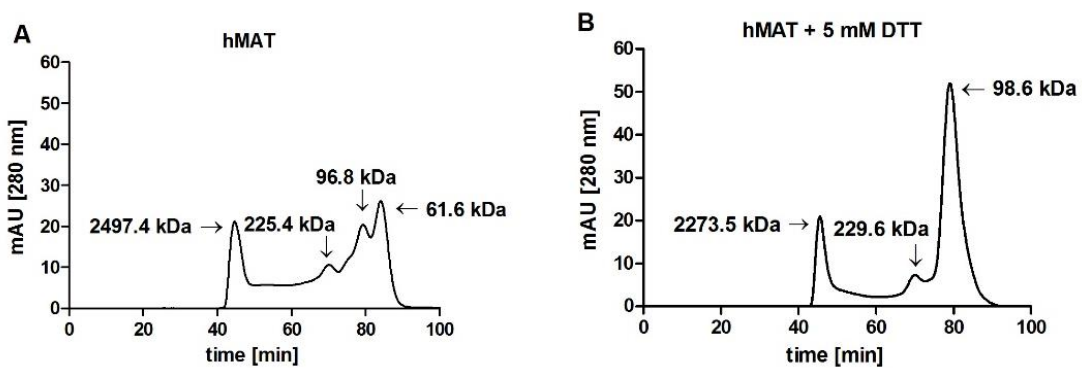 A
hMAT
60
50
40
30
20
10
0
mAU [280 nm]
2497.4 kDa
225.4 kDa
96.8 kDa
61.6 kDa
0 20 40 60 80 100
time [min]
B
hMAT + 5 mM DTT
60
50
40
30
20
10
0
mAU [280 nm]
2273.5 kDa
229.6 kDa
98.6 kDa
0 20 40 60 80 100
time [min]